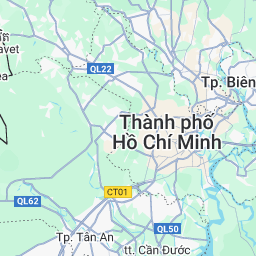 avet
QL22
Tp. Biên
Thành phố
Hồ Chí Minh
CT01
QL62
QL50
Tp. Tân An
tt. Cần Đước